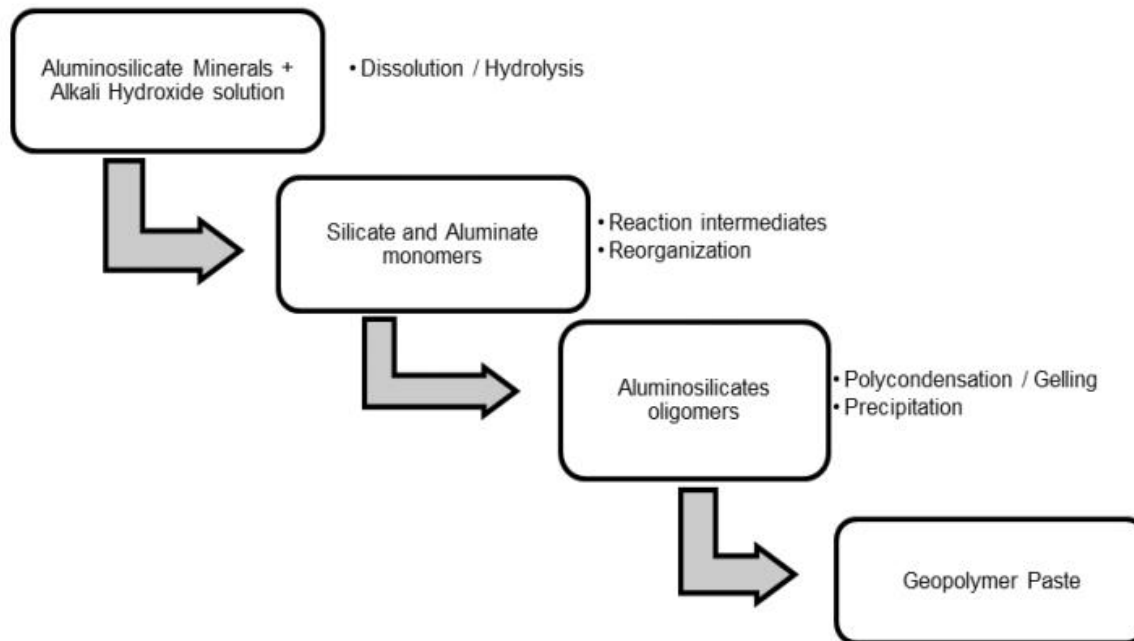 Aluminosilicate Minerals +
Alkali Hydroxide solution
• Dissolution / Hydrolysis
Silicate and Aluminate
monomers
• Reaction intermediates
• Reorganization
Aluminosilicates
oligomers
• Polycondensation / Gelling
• Precipitation
Geopolymer Paste